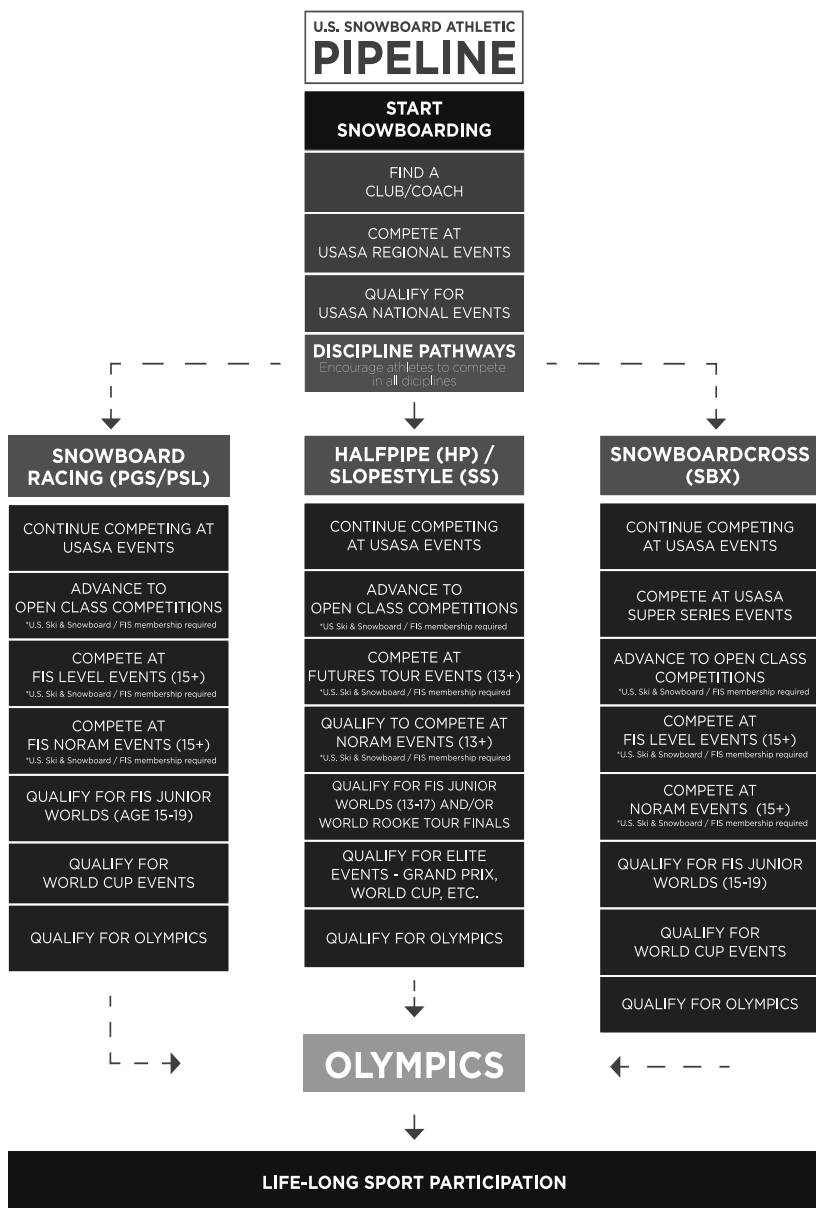 U.S. SNOWBOARD ATHLETIC
PIPELINE
START
SNOWBOARDING
FIND A
CLUB/COACH
COMPETE AT
USASA REGIONAL EVENTS
QUALIFY FOR
USASA NATIONAL EVENTS
DISCIPLINE PATHWAYS
Encourage athletes to compete
in all diciplines
SNOWBOARD
RACING (PGS/PSL)
CONTINUE COMPETING AT
USASA EVENTS
ADVANCE TO
OPEN CLASS COMPETITIONS
*U.S. Ski & Snowboard / FIS membership required
COMPETE AT
FIS LEVEL EVENTS (15+)
*U.S. Ski & Snowboard / FIS membership required
COMPETE AT
FIS NORAM EVENTS (15+)
*U.S. Ski & Snowboard / FIS membership required
QUALIFY FOR FIS JUNIOR
WORLDS (AGE 15-19)
QUALIFY FOR
WORLD CUP EVENTS
QUALIFY FOR OLYMPICS
HALFPIPE (HP) /
SLOPESTYLE (SS)
CONTINUE COMPETING
AT USASA EVENTS
ADVANCE TO
OPEN CLASS COMPETITIONS
*US Ski & Snowboard / FIS membership required
COMPETE AT
FUTURES TOUR EVENTS (13+)
*U.S. Ski & Snowboard / FIS membership required
QUALIFY TO COMPETE AT
NORAM EVENTS (13+)
*U.S. Ski & Snowboard / FIS membership required
QUALIFY FOR FIS JUNIOR
WORLDS (13-17) AND/OR
WORLD ROOKE TOUR FINALS
QUALIFY FOR ELITE
EVENTS - GRAND PRIX,
WORLD CUP, ETC.
QUALIFY FOR OLYMPICS
SNOWBOARDCROSS
(SBX)
CONTINUE COMPETING
AT USASA EVENTS
COMPETE AT USASA
SUPER SERIES EVENTS
ADVANCE TO OPEN CLASS
COMPETITIONS
*U.S. Ski & Snowboard / FIS membership required
COMPETE AT
FIS LEVEL EVENTS (15+)
*U.S. Ski & Snowboard / FIS membership required
COMPETE AT
NORAM EVENTS (15+)
*U.S. Ski & Snowboard / FIS membership required
QUALIFY FOR FIS JUNIOR
WORLDS (15-19)
QUALIFY FOR
WORLD CUP EVENTS
QUALIFY FOR OLYMPICS
OLYMPICS
LIFE-LONG SPORT PARTICIPATION